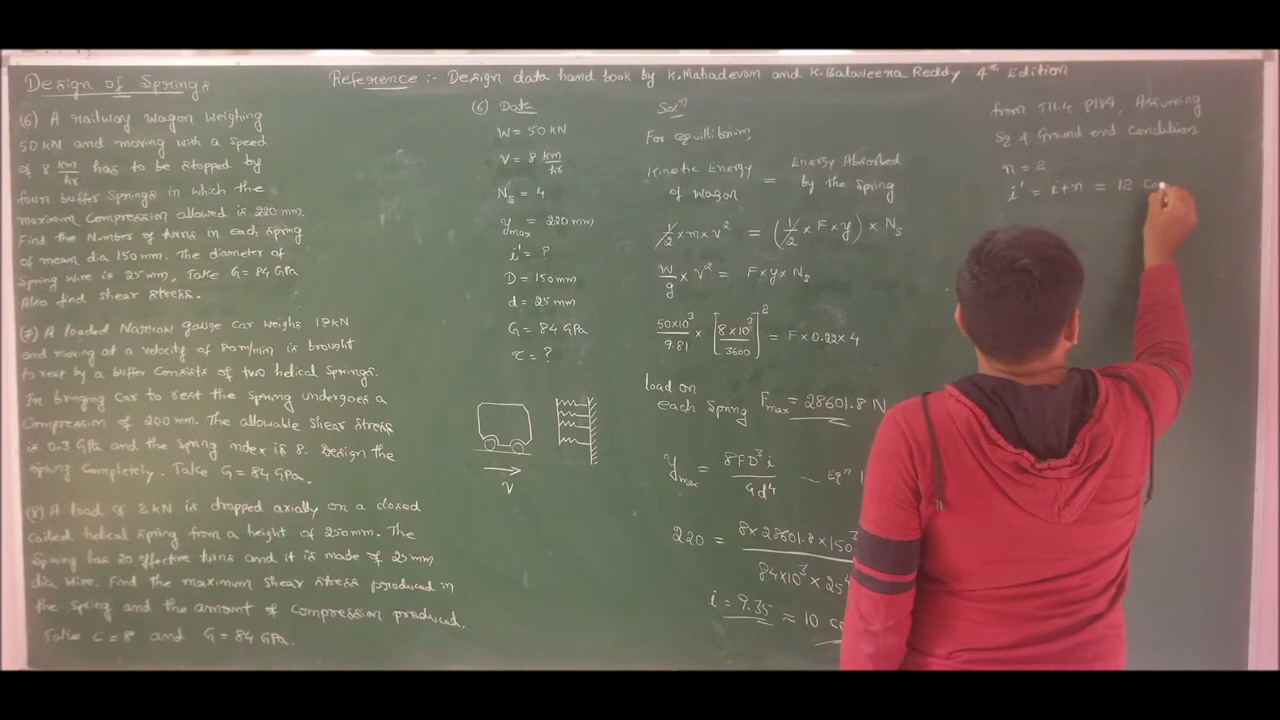 Design of Springs
Reference :- Design data hand book by K.Mahadevan and K.Balaveera Reddy 4th Edition
(6) A railway wagon weighing
50 kN and moving with a speed
of 8 km/hr has to be stopped by
four buffer springs in which the
maximum compression allowed is 220 mm.
Find the Number of turns in each spring
of mean dia 150 mm. The diameter of
spring wire is 25 mm, Take G = 84 GPa
Also find shear stress.
(7) A loaded Narrow gauge car weighs 18 kN
and moving at a velocity of 80 m/min is brought
to rest by a buffer consists of two helical springs.
In bringing car to rest the spring undergoes a
compression of 200 mm. The allowable shear stress
is 0.3 GPa and the spring index is 8. Design the
spring completely. Take G = 84 GPa.
(8) A load of 2 kN is dropped axially on a closed
coiled helical spring from a height of 250 mm. The
spring has 20 effective turns and it is made of 25 mm
dia wire. Find the maximum shear stress produced in
the spring and the amount of compression produced.
Take C = 8 and G = 84 GPa.
(6) Data
W = 50 kN
V = 8 km/hr
Ns = 4
ymax = 220 mm
i' = ?
D = 150 mm
d = 25 mm
G = 84 GPa
τ = ?
V
Soln
For equilibrium,
Kinetic Energy of wagon = Energy Absorbed by the spring
1/2 × m × v² = (1/2 × F × y) × Ns
W/g × v² = F × y × Ns
50×10³/9.81 × [8×10³/3600]² = F × 0.22 × 4
load on
each spring Fmax = 28601.8 N
ymax = 8FD³i/Gd⁴ — Eqn
220 = 8 × 28601.8 × 150³ / 84×10³ × 25⁴
i = 9.35 ≈ 10
from T11.4 P189, Assuming
Sq & Ground end condition
n = 2
i' = i+n = 12 co